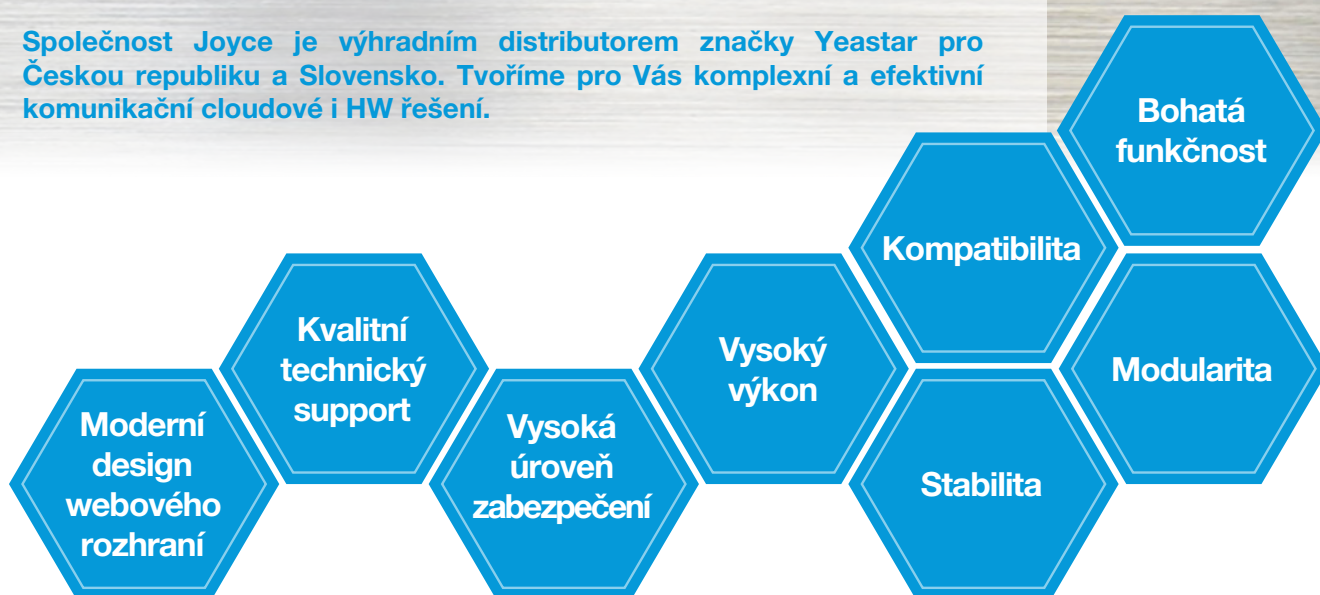 Společnost Joyce je výhradním distributorem značky Yeastar pro
Českou republiku a Slovensko. Tvoříme pro Vás komplexní a efektivní
komunikační cloudové i HW řešení.
Bohatá
funkčnost
Kompatibilita
Kvalitní
technický
support
Vysoký
výkon
Modularita
Moderní
design
webového
rozhraní
Vysoká
úroveň
zabezpečení
Stabilita